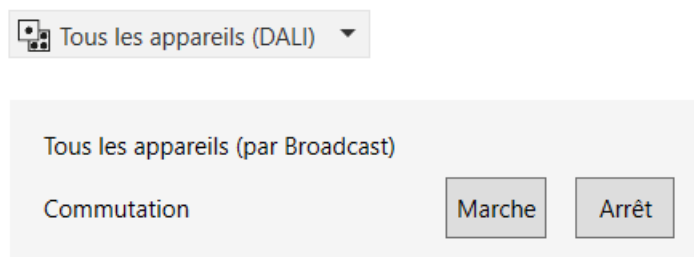 Tous les appareils (DALI)
Tous les appareils (par Broadcast)
Commutation Marche Arrêt